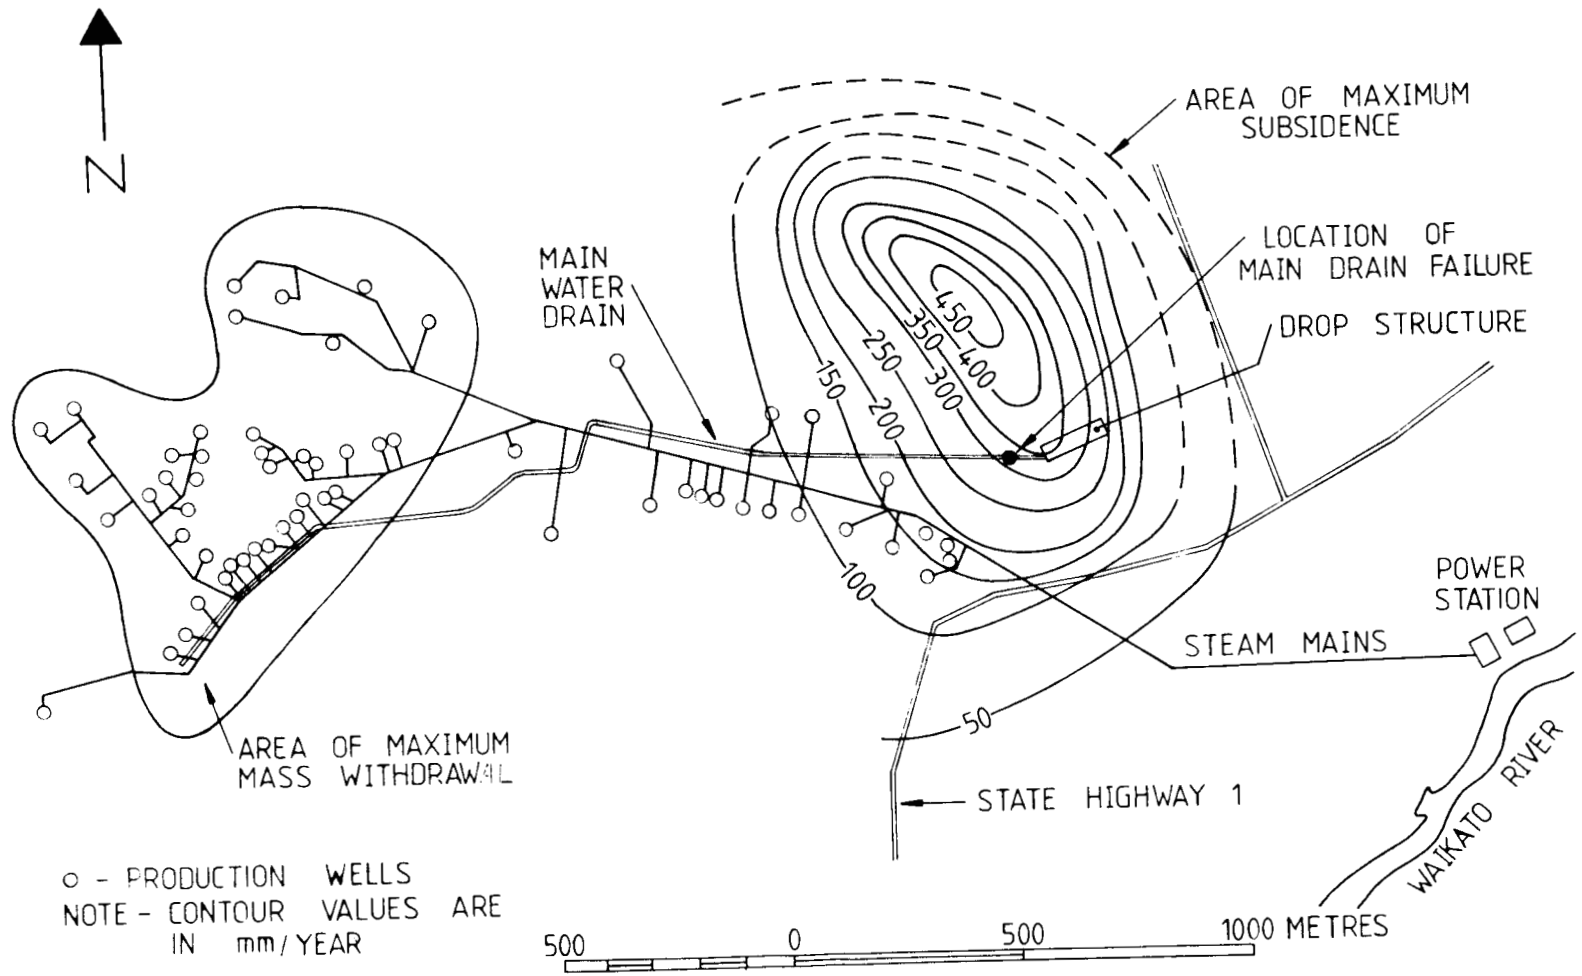 AREA OF MAXIMUM
SUBSIDENCE
N
LOCATION OF
MAIN DRAIN FAILURE
MAIN
WATER
DRAIN
DROP STRUCTURE
450
400
350
300
250
200
150
100
50
POWER
STATION
STEAM MAINS
AREA OF MAXIMUM
MASS WITHDRAWAL
STATE HIGHWAY 1
WAIKATO RIVER
O - PRODUCTION WELLS
NOTE - CONTOUR VALUES ARE
IN mm/YEAR
500 0 500 1000 METRES